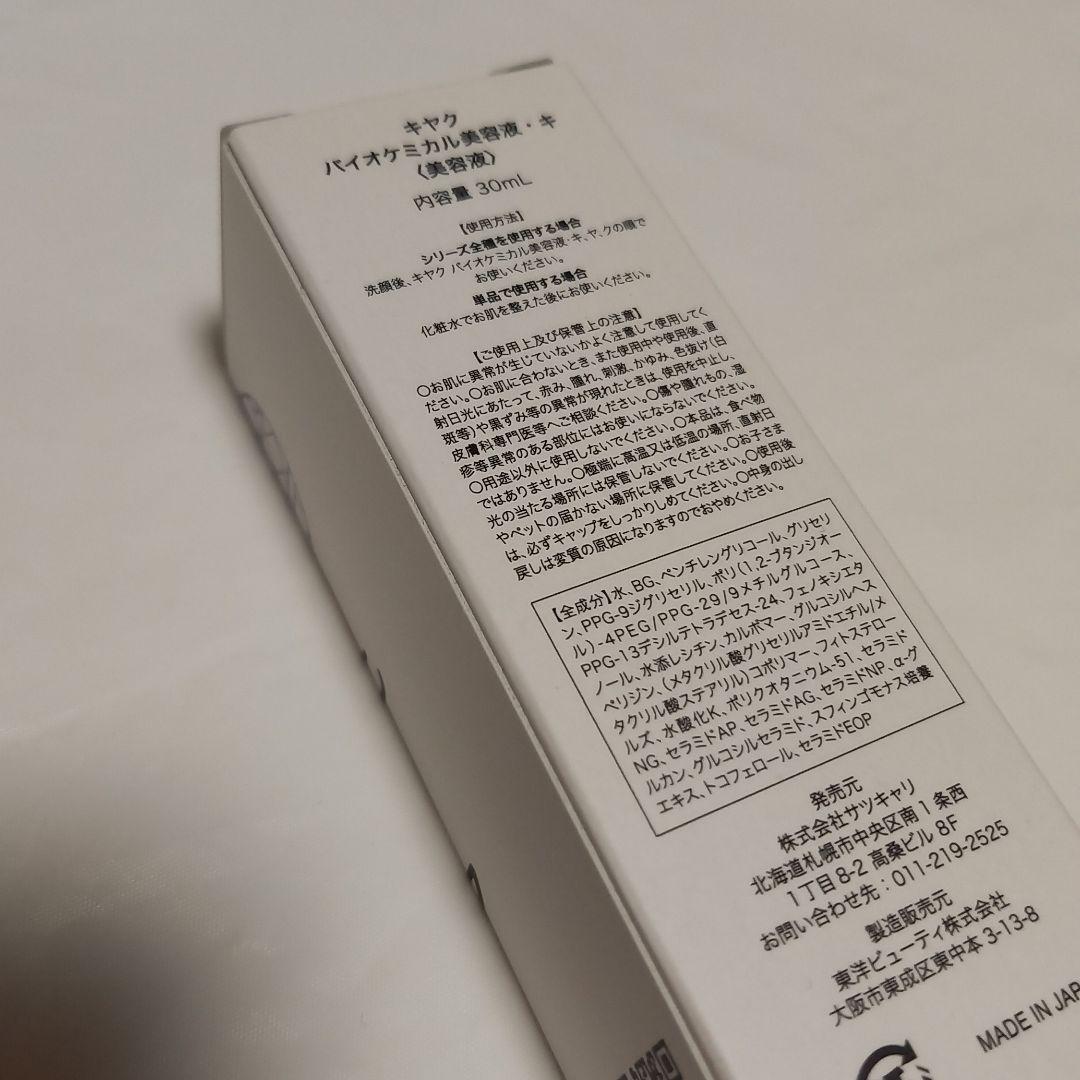 キヤク
バイオケミカル美容液・キ
〈美容液〉
内容量 30mL
【使用方法】
シリーズ全種を使用する場合
洗顔後、キヤク バイオケミカル美容液・キ、ヤ、クの順で
お使いください。
単品で使用する場合
化粧水でお肌を整えた後にお使いください。
【ご使用上及び保管上の注意】
○お肌に異常が生じていないかよく注意して使用してく
ださい。○お肌に合わないとき、また使用中や使用後、直
射日光にあたって、赤み、腫れ、刺激、かゆみ、色抜け(白
斑等)や黒ずみ等の異常が現れたときは、使用を中止し、
皮膚科専門医等へご相談ください。○傷や腫れもの、湿
疹等異常のある部位にはお使いにならないでください。
○用途以外に使用しないでください。○本品は、食べ物
ではありません。○極端に高温又は低温の場所、直射日
光の当たる場所には保管しないでください。○お子さま
やペットの届かない場所に保管してください。○使用後
は、必ずキャップをしっかりしめてください。○中身の出し
戻しは変質の原因になりますのでおやめください。
【全成分】水、BG、ペンチレングリコール、グリセリ
ン、PPG-9ジグリセリル、ポリ(1,2-ブタンジオー
ル)-4PEG/PPG-29/9メチルグルコース、
PPG-13デシルテトラデセス-24、フェノキシエタ
ノール、水添レシチン、カルボマー、グルコシルヘス
ペリジン、(メタクリル酸グリセリルアミドエチル/メ
タクリル酸ステアリル)コポリマー、フィトステロー
ルズ、水酸化K、ポリクオタニウム-51、セラミド
NG、セラミドAP、セラミドAG、セラミドNP、α-グ
ルカン、グルコシルセラミド、スフィンゴモナス培養
エキス、トコフェロール、セラミドEOP
発売元
株式会社サツキャリ
北海道札幌市中央区南1条西
1丁目8-2 高桑ビル 8F
お問い合わせ先：011-219-2525
製造販売元
東洋ビューティ株式会社
大阪市東成区東中本 3-13-8
MADE IN JAP